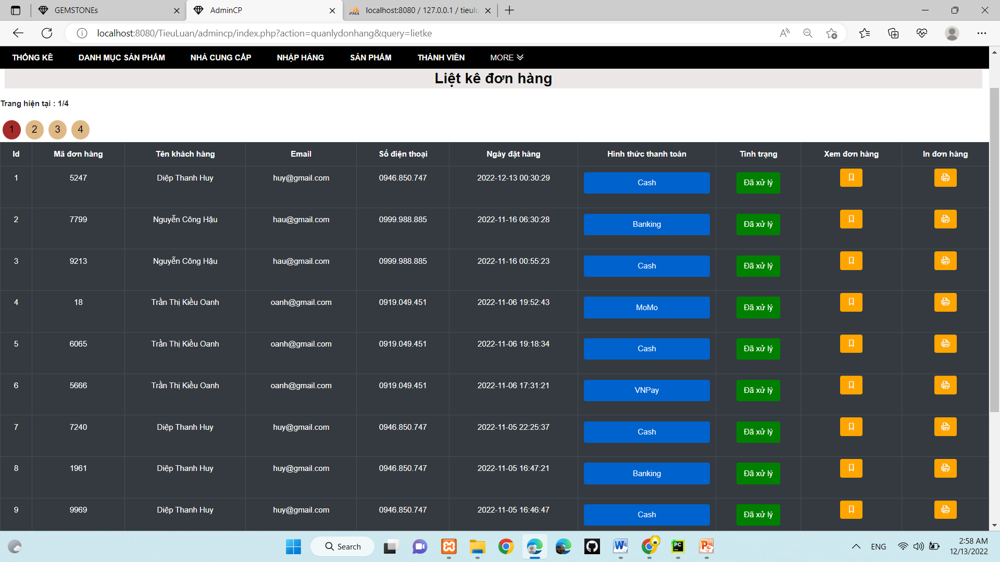 GEMSTONEs
AdminCP
localhost:8080 / 127.0.0.1 / tieulu
localhost:8080/TieuLuan/admincp/index.php?action=quanlydonhang&query=lietke
THỐNG KÊ DANH MỤC SẢN PHẨM NHÀ CUNG CẤP NHẬP HÀNG SẢN PHẨM THÀNH VIÊN MORE
Liệt kê đơn hàng
Trang hiện tại : 1/4
1 2 3 4
Id Mã đơn hàng Tên khách hàng Email Số điện thoại Ngày đặt hàng Hình thức thanh toán Tình trạng Xem đơn hàng In đơn hàng
1 5247 Diệp Thanh Huy huy@gmail.com 0946.850.747 2022-12-13 00:30:29 Cash Đã xử lý
2 7799 Nguyễn Công Hậu hau@gmail.com 0999.988.885 2022-11-16 06:30:28 Banking Đã xử lý
3 9213 Nguyễn Công Hậu hau@gmail.com 0999.988.885 2022-11-16 00:55:23 Cash Đã xử lý
4 18 Trần Thị Kiều Oanh oanh@gmail.com 0919.049.451 2022-11-06 19:52:43 MoMo Đã xử lý
5 6065 Trần Thị Kiều Oanh oanh@gmail.com 0919.049.451 2022-11-06 19:18:34 Cash Đã xử lý
6 5666 Trần Thị Kiều Oanh oanh@gmail.com 0919.049.451 2022-11-06 17:31:21 VNPay Đã xử lý
7 7240 Diệp Thanh Huy huy@gmail.com 0946.850.747 2022-11-05 22:25:37 Cash Đã xử lý
8 1961 Diệp Thanh Huy huy@gmail.com 0946.850.747 2022-11-05 16:47:21 Banking Đã xử lý
9 9969 Diệp Thanh Huy huy@gmail.com 0946.850.747 2022-11-05 16:46:47 Cash Đã xử lý
Search
ENG
2:58 AM
12/13/2022